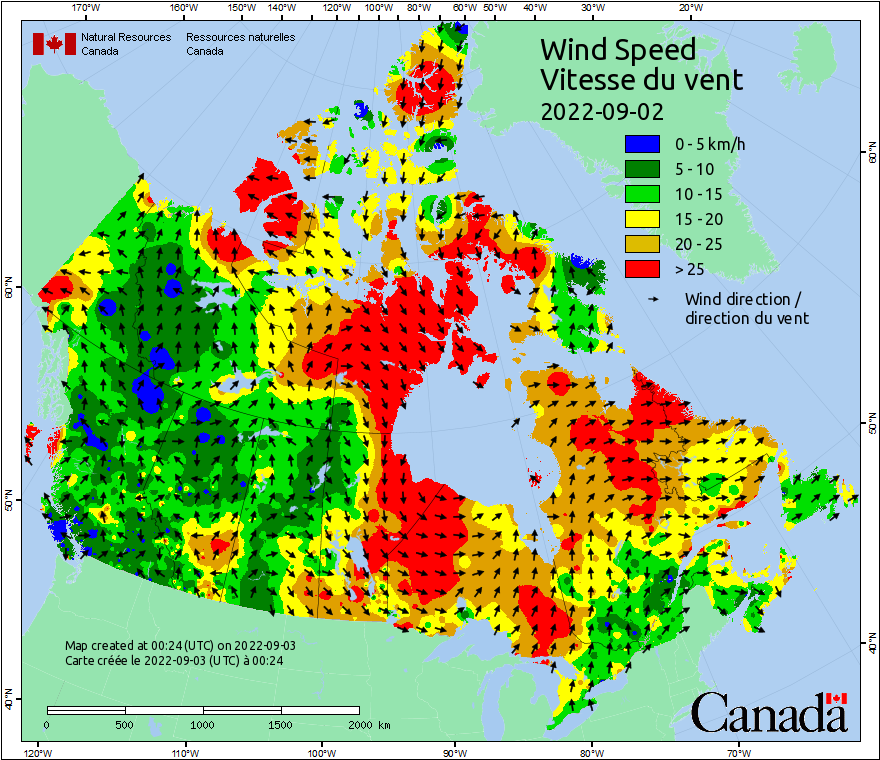 170°W 160°W 150°W 140°W 130°W 120°W 110°W 100°W 90°W 80°W 70°W 60°W 50°W 40°W 30°W 20°W
Natural Resources Canada
Ressources naturelles Canada
Wind Speed
Vitesse du vent
2022-09-02
0 - 5 km/h
5 - 10
10 - 15
15 - 20
20 - 25
> 25
Wind direction /
direction du vent
60°N
60°N
50°N
50°N
40°N
40°N
Map created at 00:24 (UTC) on 2022-09-03
Carte créée le 2022-09-03 (UTC) à 00:24
0 500 1000 1500 2000 km
Canada
120°W 110°W 100°W 90°W 80°W 70°W